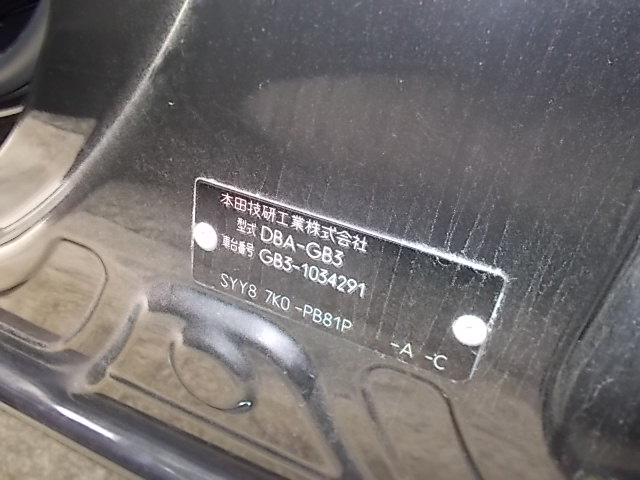 本田技研工業株式会社
型式 DBA-GB3
車台番号 GB3-1034291
SYY8 7K0 -PB81P -A -C